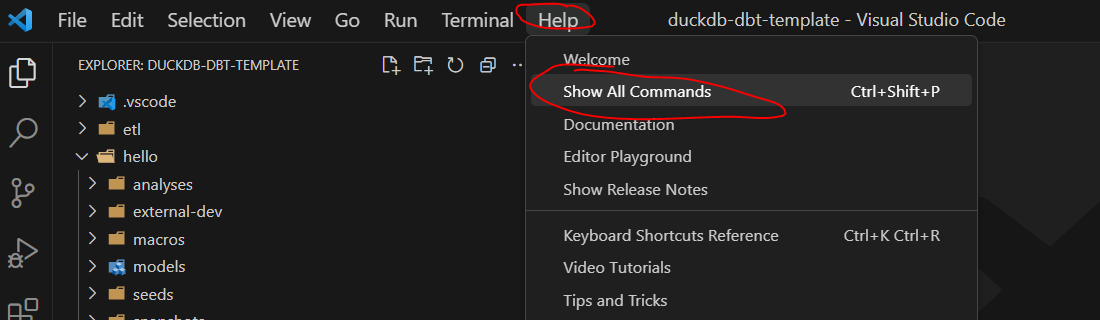 File Edit Selection View Go Run Terminal Help duckdb-dbt-template - Visual Studio Code
EXPLORER: DUCKDB-DBT-TEMPLATE
.vscode
etl
hello
analyses
external-dev
macros
models
seeds
snapshots
Welcome
Show All Commands Ctrl+Shift+P
Documentation
Editor Playground
Show Release Notes
Keyboard Shortcuts Reference Ctrl+K Ctrl+R
Video Tutorials
Tips and Tricks